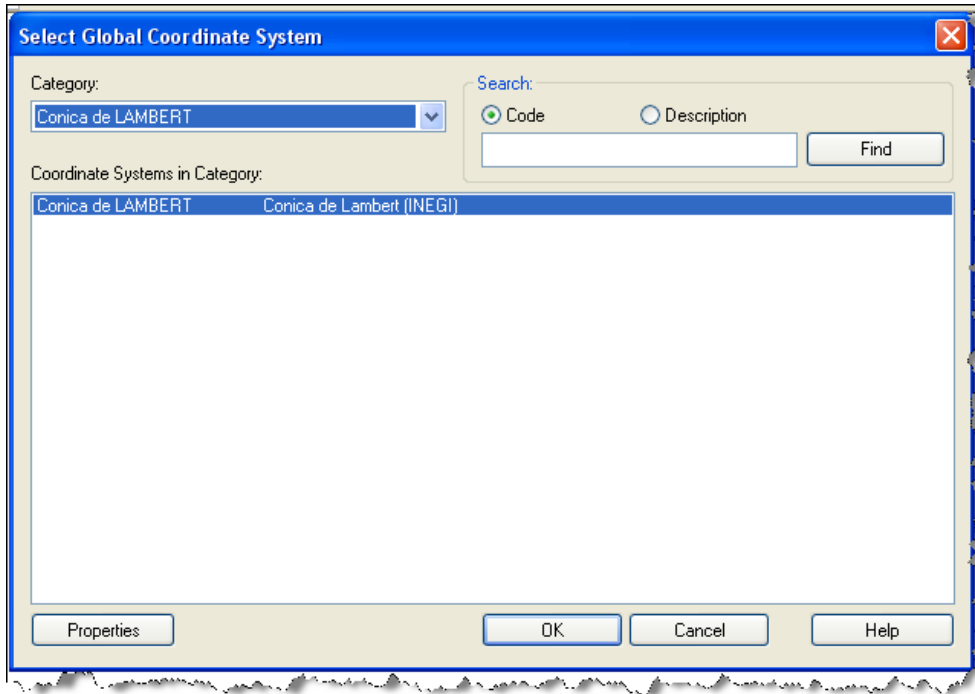 Select Global Coordinate System
Category:
Conica de LAMBERT
Search:
Code
Description
Find
Coordinate Systems in Category:
Conica de LAMBERT Conica de Lambert (INEGI)
Properties
OK
Cancel
Help